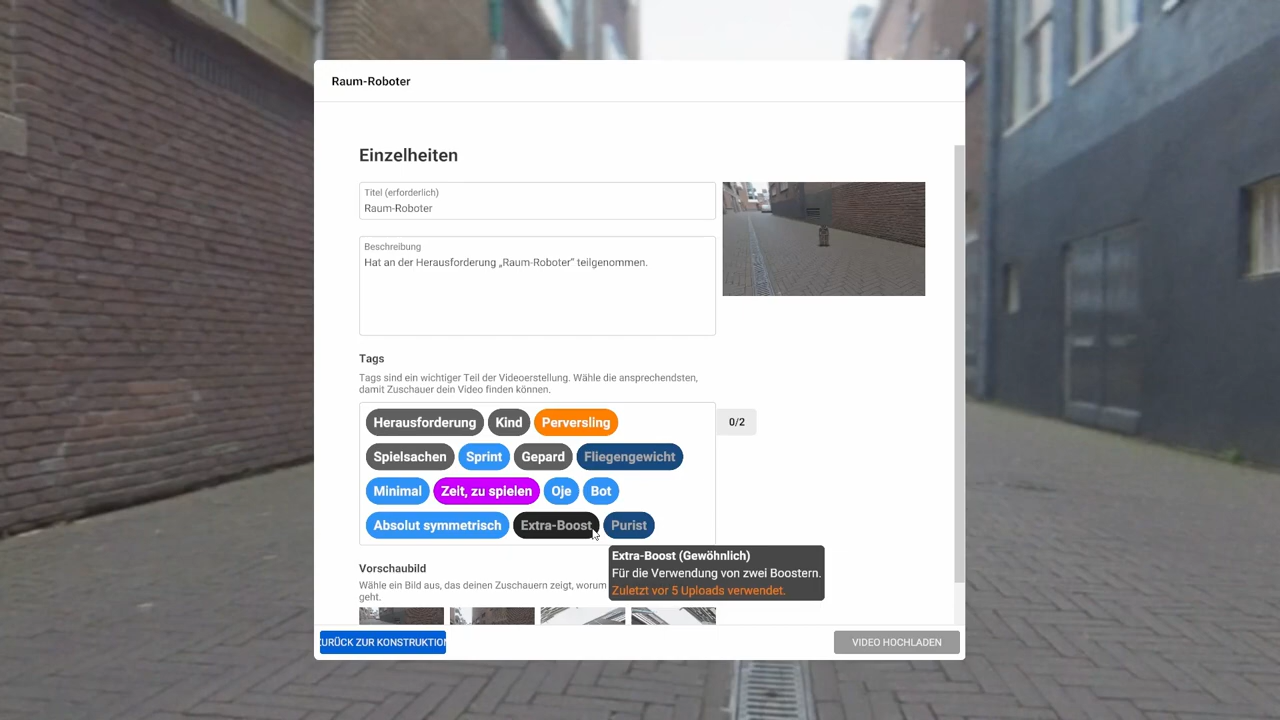 Raum-Roboter
Einzelheiten
Titel (erforderlich)
Raum-Roboter
Beschreibung
Hat an der Herausforderung „Raum-Roboter“ teilgenommen.
Tags
Tags sind ein wichtiger Teil der Videoerstellung. Wähle die ansprechendsten,
damit Zuschauer dein Video finden können.
Herausforderung Kind Perversling
0/2
Spielsachen Sprint Gepard Fliegengewicht
Minimal Zeit, zu spielen Oje Bot
Absolut symmetrisch Extra-Boost Purist
Extra-Boost (Gewöhnlich)
Für die Verwendung von zwei Boostern.
Zuletzt vor 5 Uploads verwendet.
Vorschaubild
Wähle ein Bild aus, das deinen Zuschauern zeigt, worum
geht.
ZURÜCK ZUR KONSTRUKTION
VIDEO HOCHLADEN